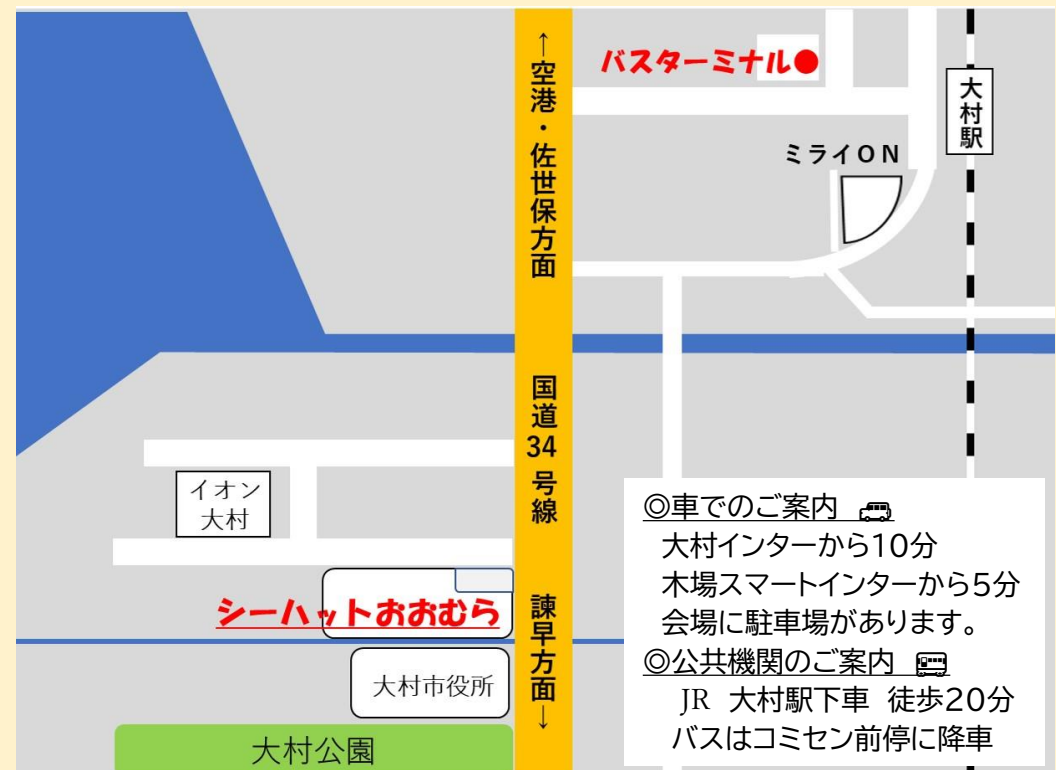 ↑空港・佐世保方面
国道34号線
諫早方面↓
バスターミナル●
大村駅
ミライON
イオン
大村
シーハットおおむら
大村市役所
大村公園
◎車でのご案内
大村インターから10分
木場スマートインターから5分
会場に駐車場があります。
◎公共機関のご案内
JR 大村駅下車 徒歩20分
バスはコミセン前停に降車